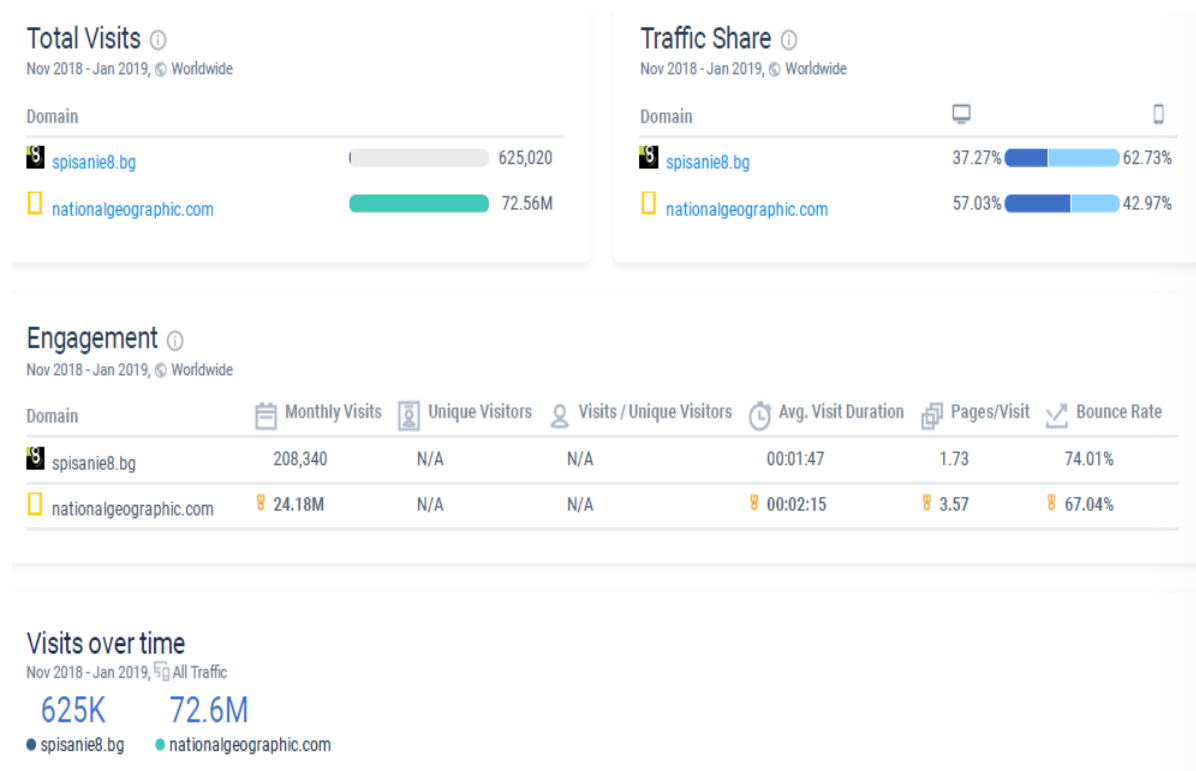 Total Visits
Nov 2018 - Jan 2019, Worldwide
Domain
spisanie8.bg 625,020
nationalgeographic.com 72.56M
Traffic Share
Nov 2018 - Jan 2019, Worldwide
Domain
spisanie8.bg 37.27% 62.73%
nationalgeographic.com 57.03% 42.97%
Engagement
Nov 2018 - Jan 2019, Worldwide
Domain Monthly Visits Unique Visitors Visits / Unique Visitors Avg. Visit Duration Pages/Visit Bounce Rate
spisanie8.bg 208,340 N/A N/A 00:01:47 1.73 74.01%
nationalgeographic.com 24.18M N/A N/A 00:02:15 3.57 67.04%
Visits over time
Nov 2018 - Jan 2019, All Traffic
625K 72.6M
spisanie8.bg nationalgeographic.com